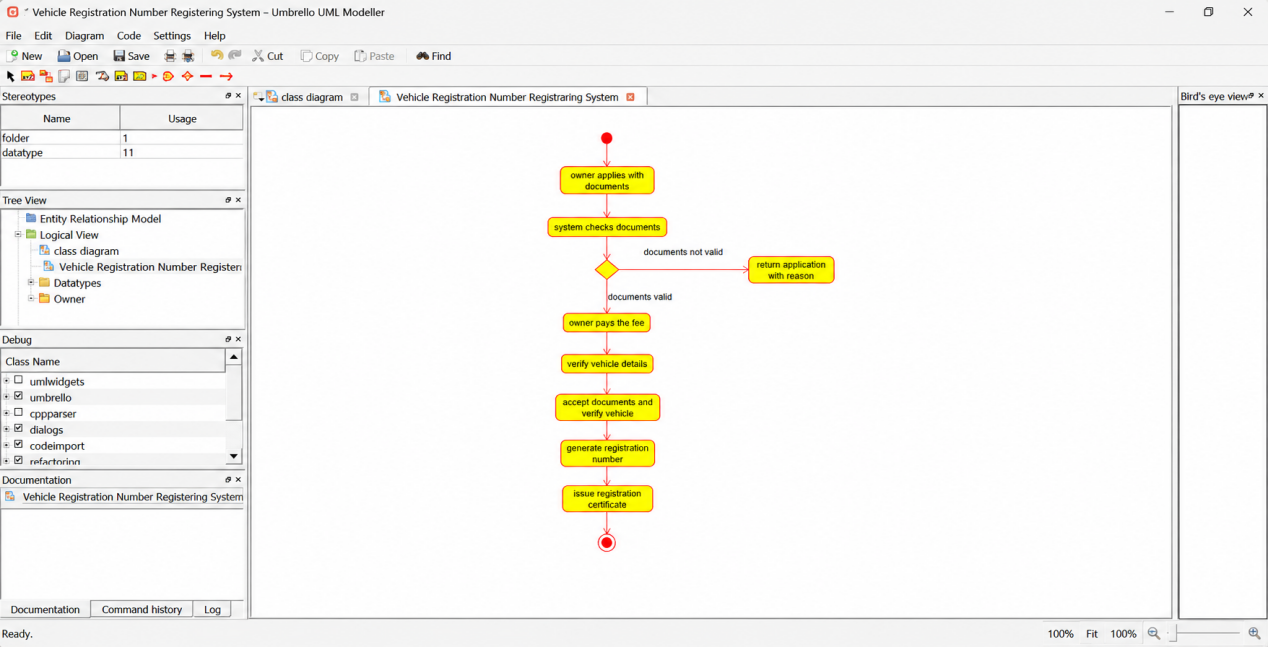 * Vehicle Registration Number Registering System – Umbrello UML Modeller
File Edit Diagram Code Settings Help
New Open Save Cut Copy Paste Find
Stereotypes
Name Usage
folder 1
datatype 11
Tree View
Entity Relationship Model
Logical View
class diagram
Vehicle Registration Number Register
Datatypes
Owner
Debug
Class Name
umlwidgets
umbrello
cppparser
dialogs
codeimport
refactoring
Documentation
Vehicle Registration Number Registering System
Documentation Command history Log
class diagram Vehicle Registration Number Registraring System
owner applies with
documents
system checks documents
documents not valid
return application
with reason
documents valid
owner pays the fee
verify vehicle details
accept documents and
verify vehicle
generate registration
number
issue registration
certificate
Bird's eye view
Ready.
100% Fit 100%